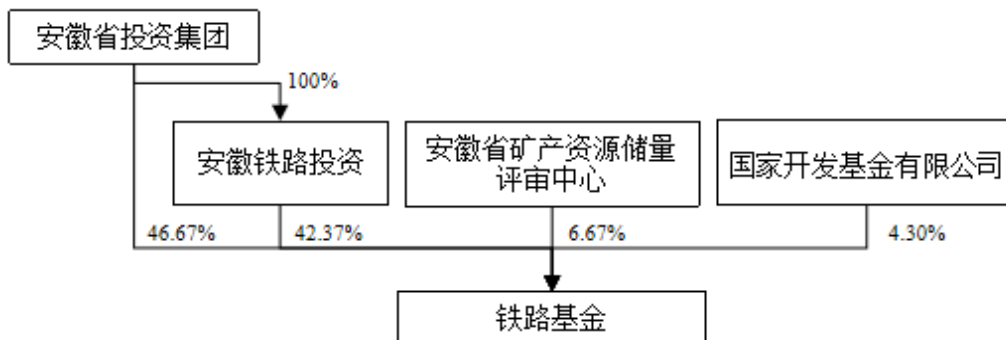 安徽省投资集团
100%
安徽铁路投资
安徽省矿产资源储量
评审中心
国家开发基金有限公司
46.67%
42.37%
6.67%
4.30%
铁路基金